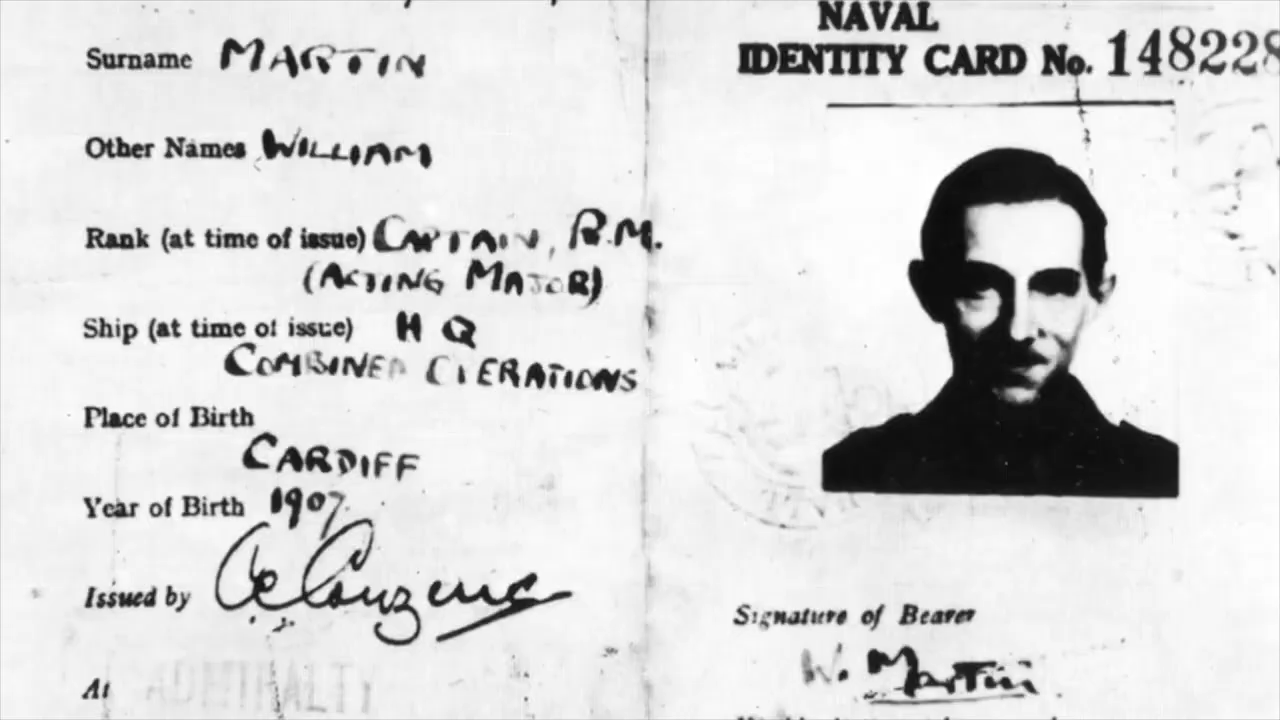 Surname MARTIN
Other Names WILLIAM
Rank (at time of issue) CAPTAIN, R.M.
(ACTING MAJOR)
Ship (at time of issue) H Q
COMBINED OPERATIONS
Place of Birth
CARDIFF
Year of Birth 1907
Issued by
At
NAVAL
IDENTITY CARD No. 148228
Signature of Bearer
W. Martin